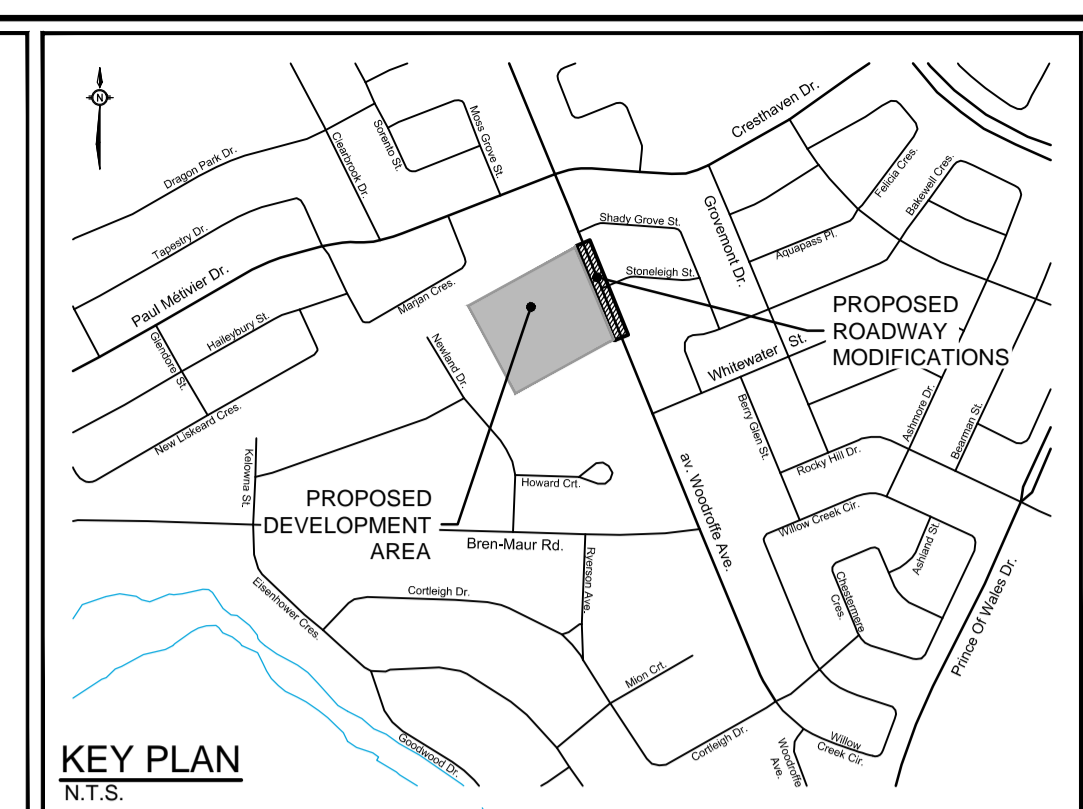 N
Cresthaven Dr.
Moss Grove St.
Sorento St.
Clearbrook Dr.
Dragon Park Dr.
Felicia Cres.
Bakewell Cres.
Grovemont Dr.
Shady Grove St.
Aquapass Pl.
Tapestry Dr.
Stoneleigh St.
Paul Métivier Dr.
Marjan Cres.
PROPOSED
ROADWAY
MODIFICATIONS
Haileybury St.
Glendore St.
Newland Dr.
Whitewater St.
New Liskeard Cres.
Berry Glen St.
Ashmore Dr.
Bearman St.
Rocky Hill Dr.
Kelowna St.
Howard Crt.
av. Woodroffe Ave.
PROPOSED
DEVELOPMENT
AREA
Bren-Maur Rd.
Willow Creek Cir.
Ashland St.
Ryerson Ave.
Chestermere
Cres.
Eisenhower Cres.
Cortleigh Dr.
Prince Of Wales Dr.
Mion Crt.
Goodwood Dr.
Cortleigh Dr.
Woodroffe
Ave.
Willow
Creek Cir.
KEY PLAN
N.T.S.